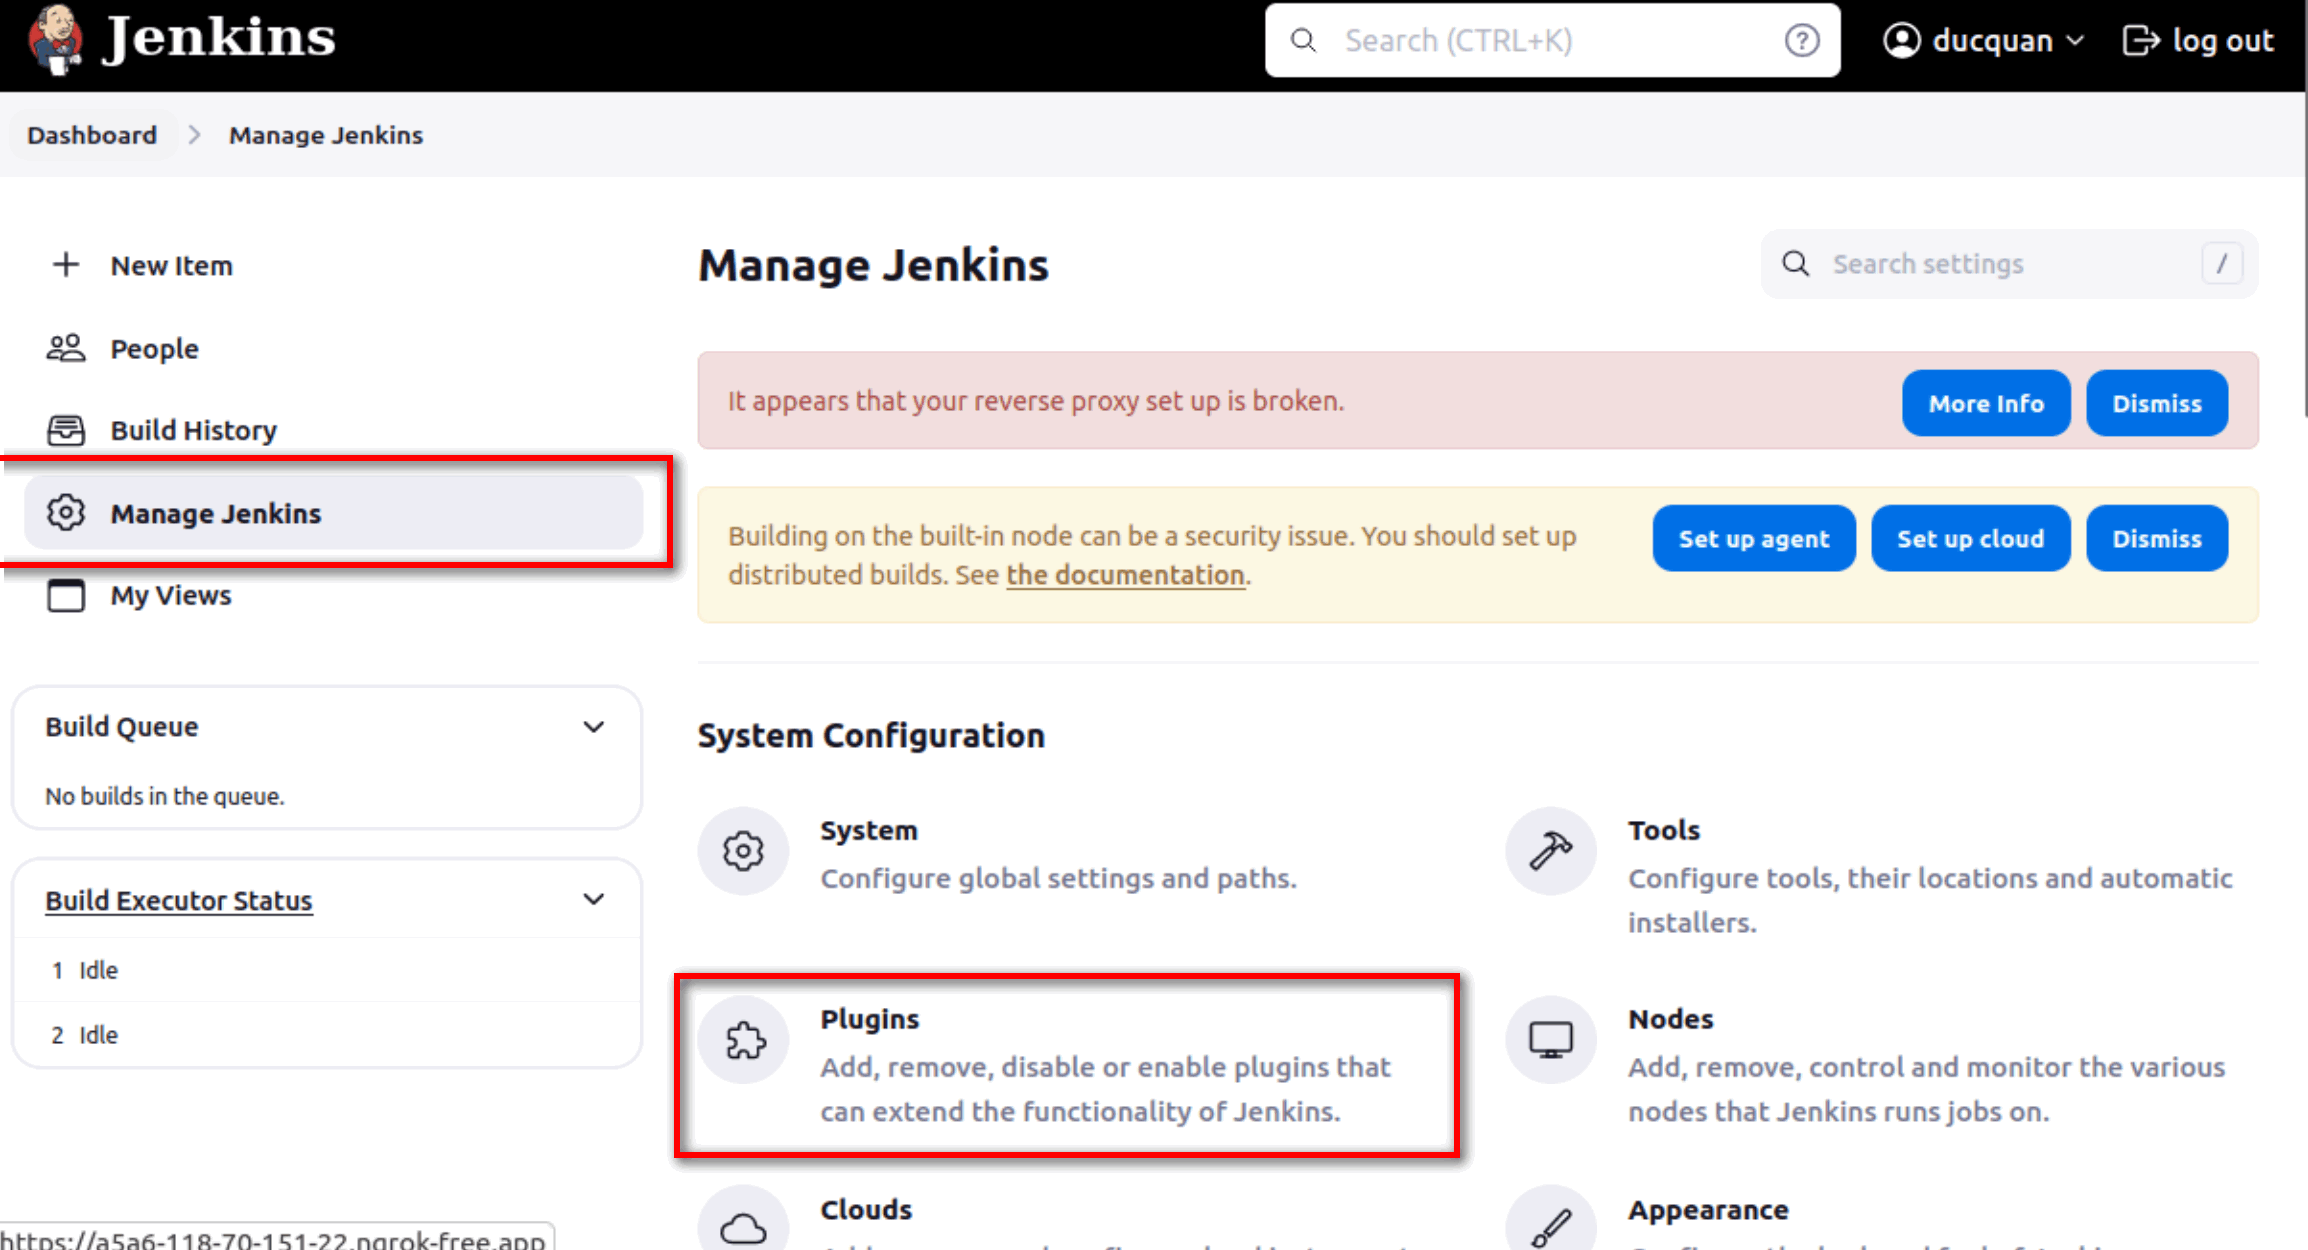 Jenkins
Search (CTRL+K)
ducquan
log out
Dashboard
Manage Jenkins
New Item
People
Build History
Manage Jenkins
My Views
Build Queue
No builds in the queue.
Build Executor Status
1 Idle
2 Idle
Manage Jenkins
Search settings
/
It appears that your reverse proxy set up is broken.
More Info
Dismiss
Building on the built-in node can be a security issue. You should set up
distributed builds. See the documentation.
Set up agent
Set up cloud
Dismiss
System Configuration
System
Configure global settings and paths.
Tools
Configure tools, their locations and automatic
installers.
Plugins
Add, remove, disable or enable plugins that
can extend the functionality of Jenkins.
Nodes
Add, remove, control and monitor the various
nodes that Jenkins runs jobs on.
Clouds
Appearance
https://a5a6-118-70-151-22.ngrok-free.app